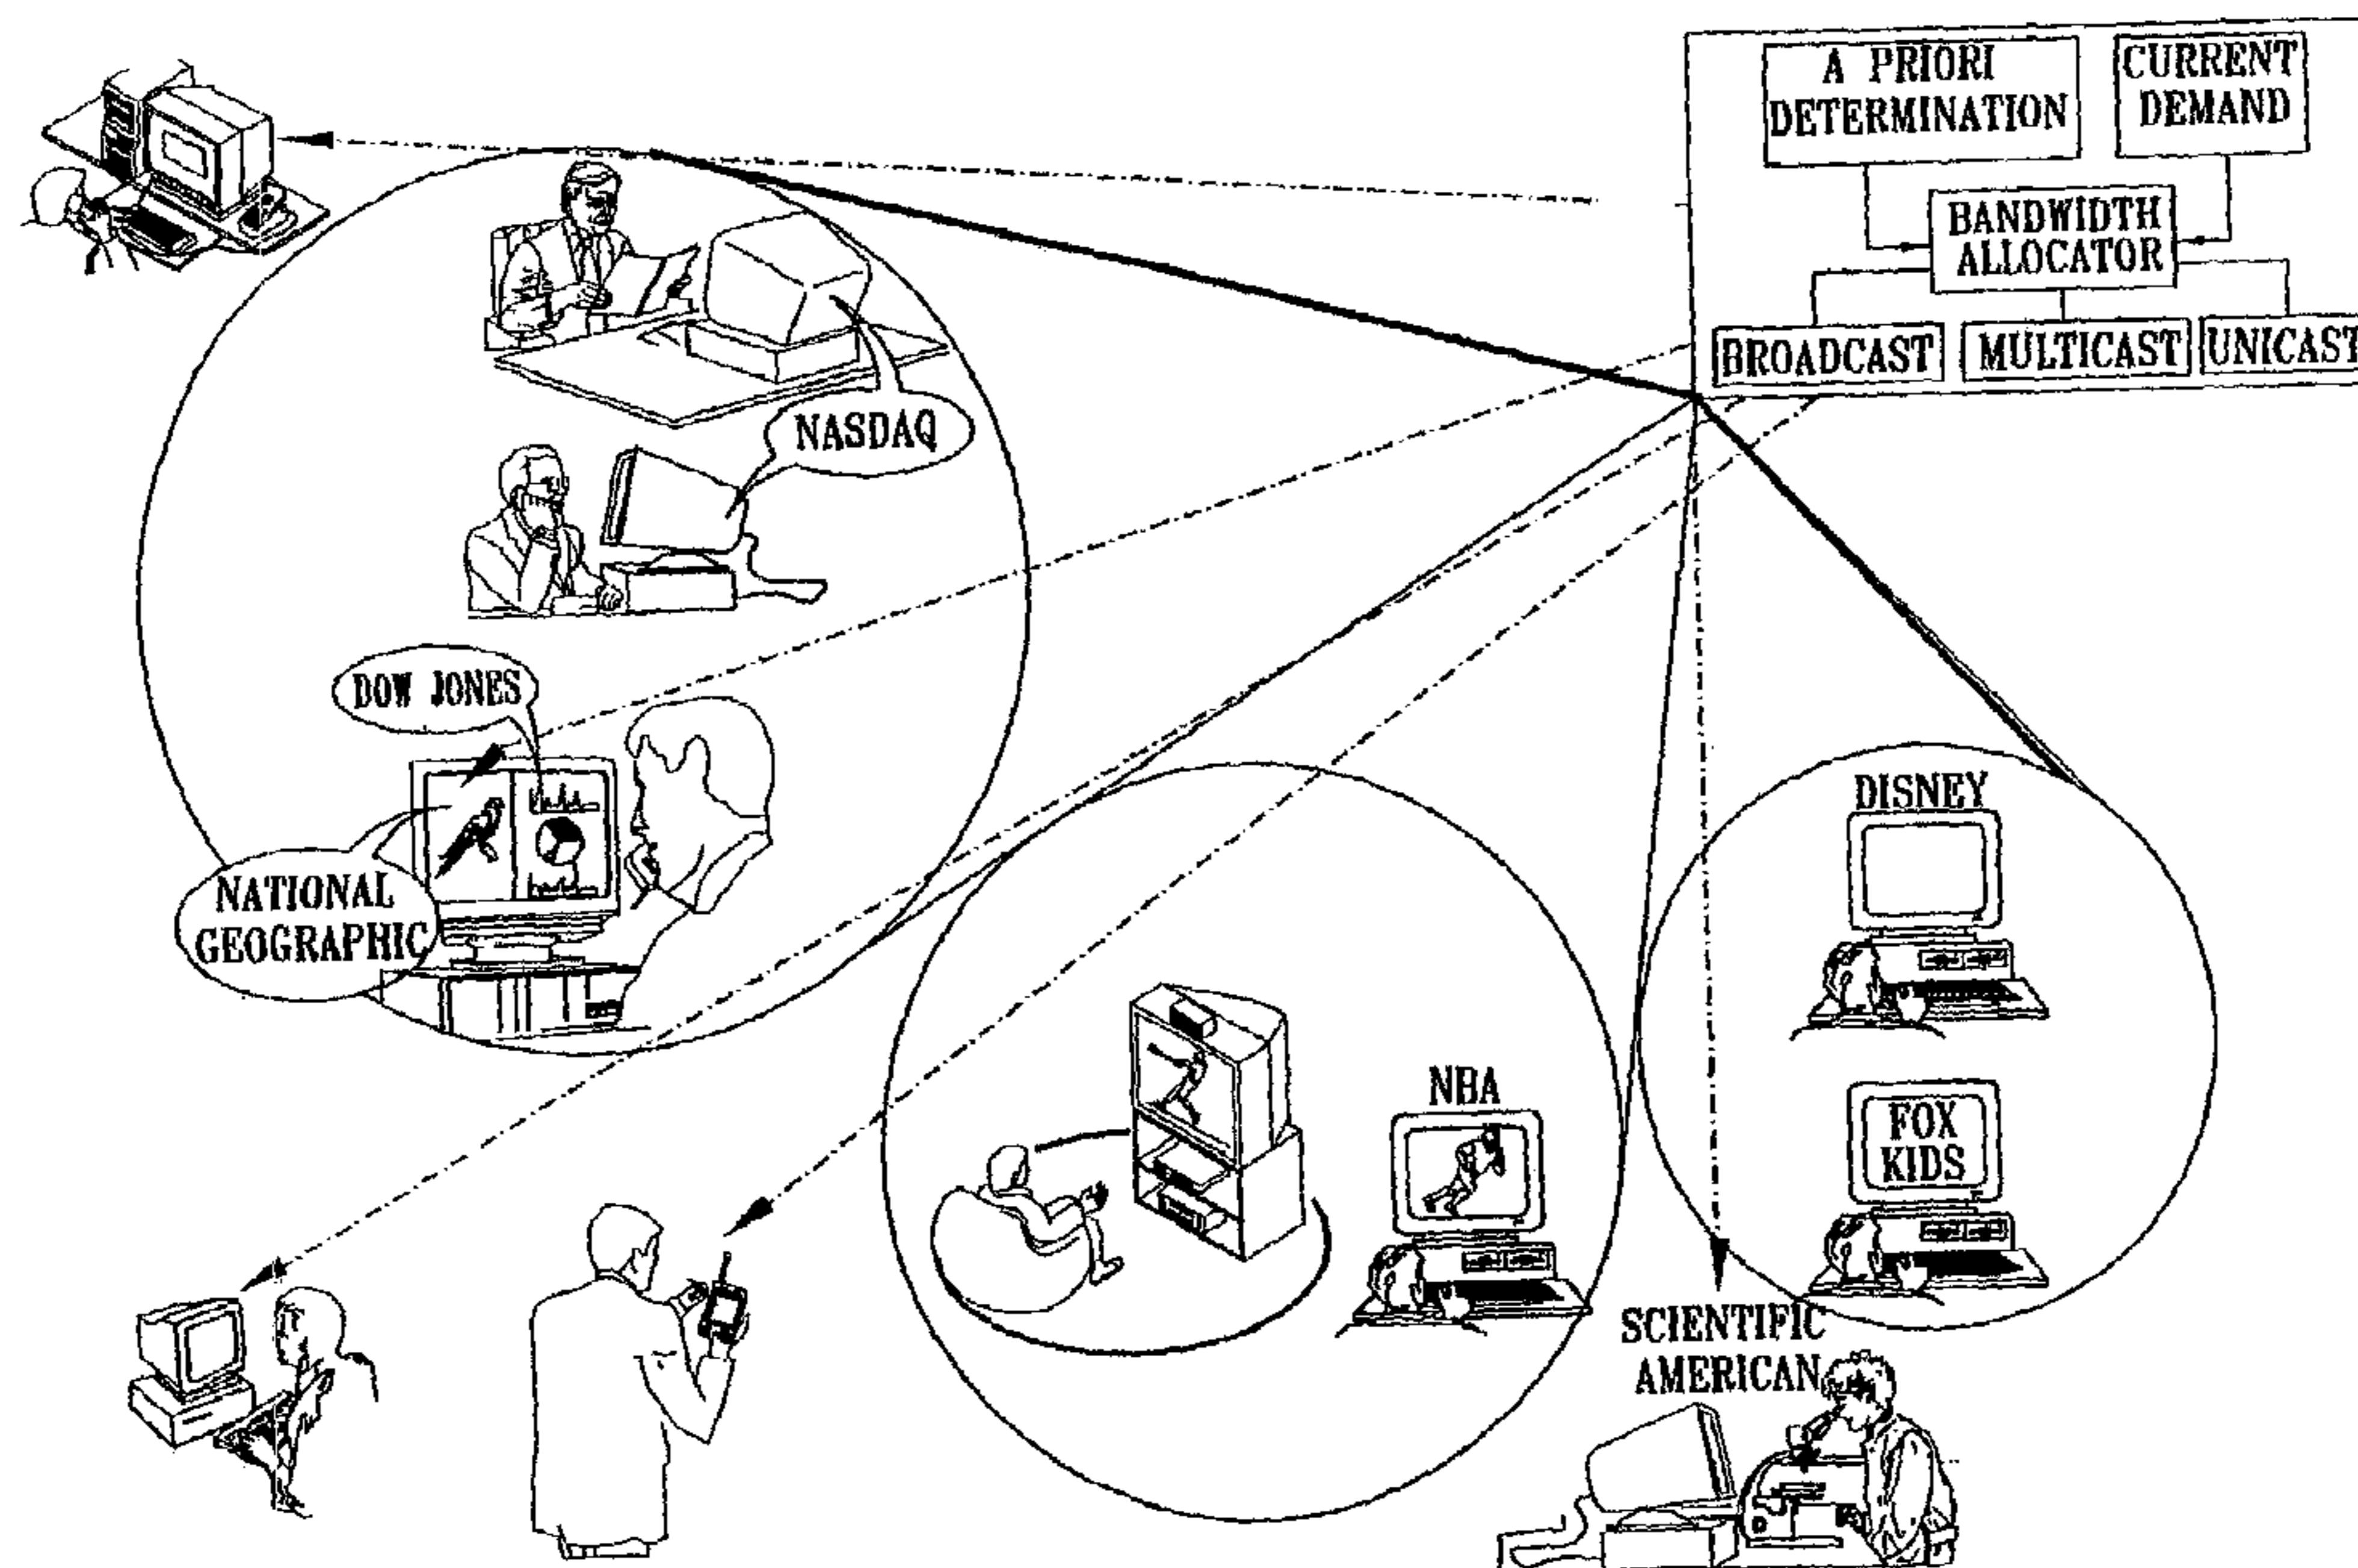 A PRIORI
DETERMINATION
CURRENT
DEMAND
BANDWIDTH
ALLOCATOR
BROADCAST
MULTICAST
UNICAST
NASDAQ
DOW JONES
NATIONAL
GEOGRAPHIC
DISNEY
NBA
FOX
KIDS
SCIENTIFIC
AMERICAN